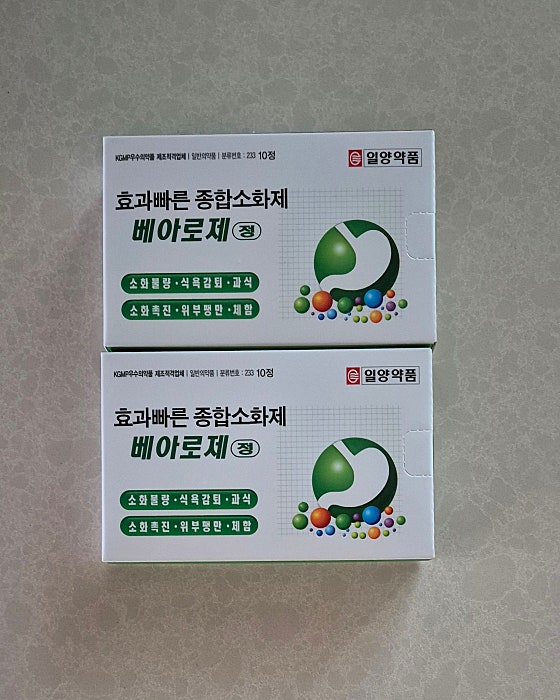 KGMP우수의약품 제조적격업체 | 일반의약품 | 분류번호 : 233 10정
일양약품
효과빠른 종합소화제
베아로제 정
소화불량·식욕감퇴·과식
소화촉진·위부팽만·체함
KGMP우수의약품 제조적격업체 | 일반의약품 | 분류번호 : 233 10정
일양약품
효과빠른 종합소화제
베아로제 정
소화불량·식욕감퇴·과식
소화촉진·위부팽만·체함